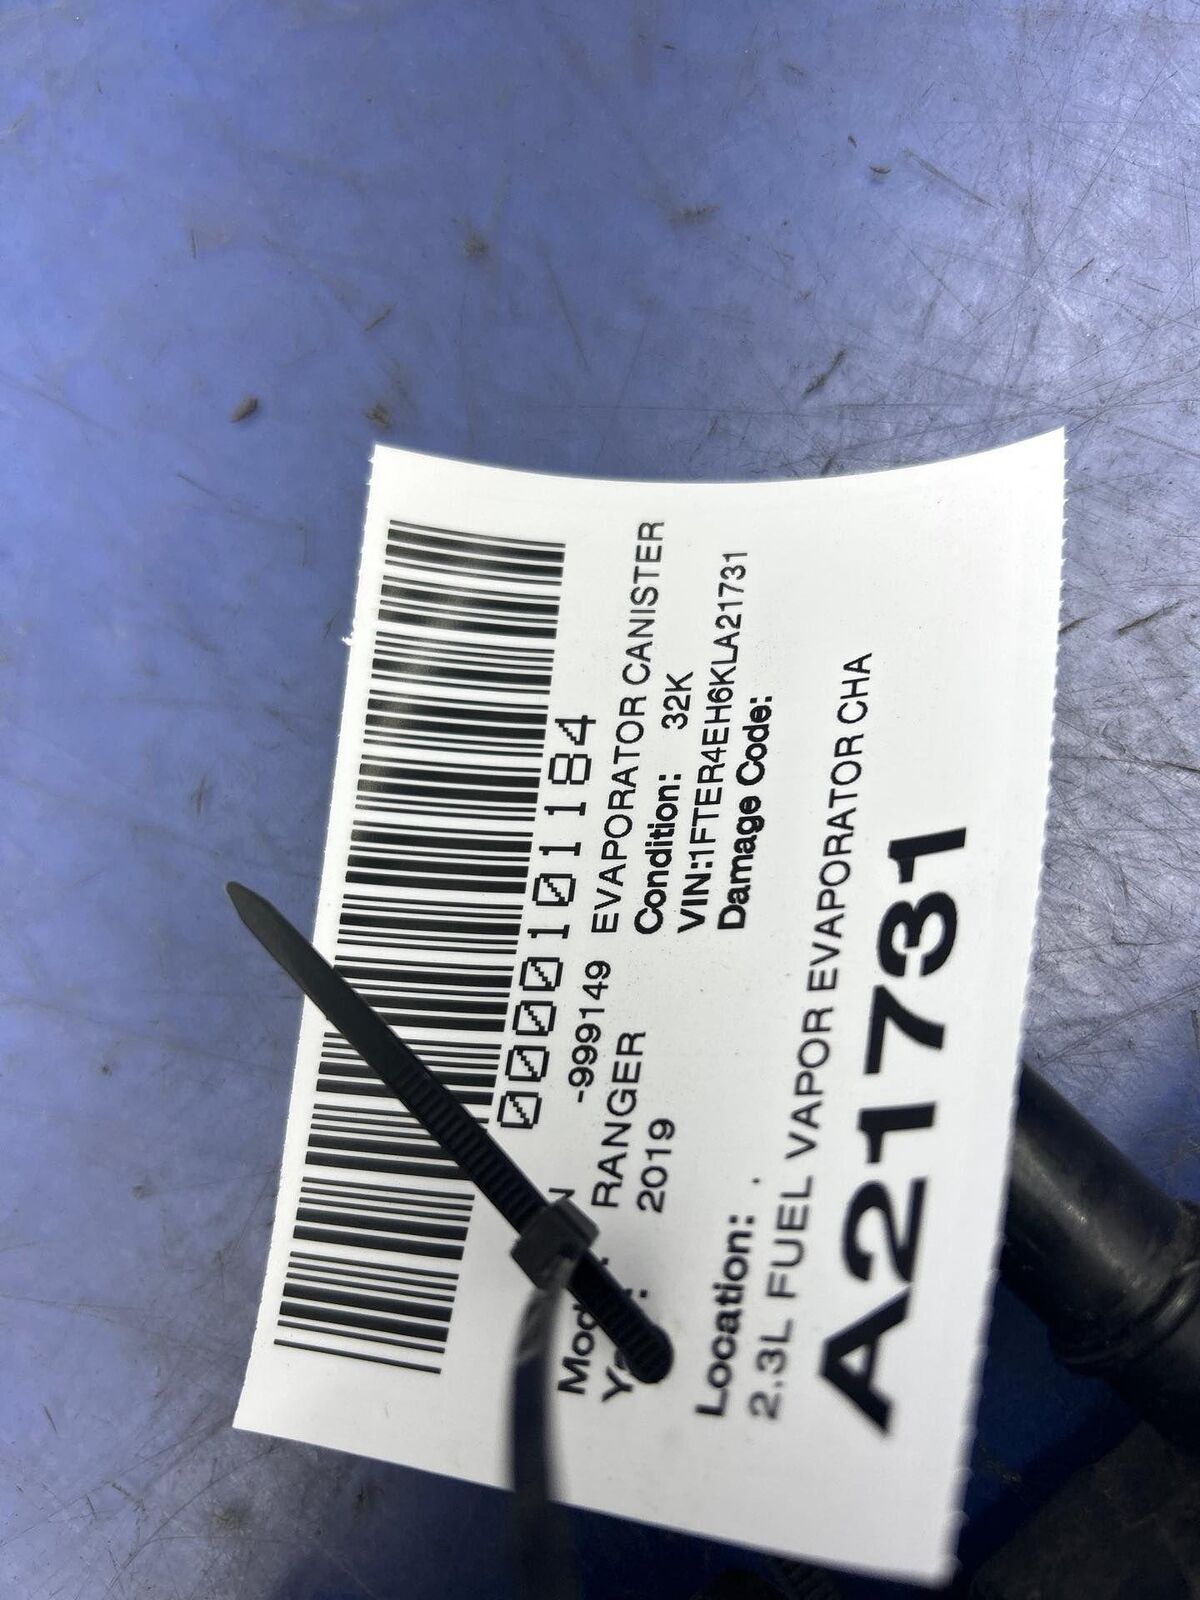 0000101184
-999149 EVAPORATOR CANISTER
RANGER Condition: 32K
2019 VIN:1FTER4EH6KLA21731
Damage Code:
Location: .
2.3L FUEL VAPOR EVAPORATOR CHA
A21731